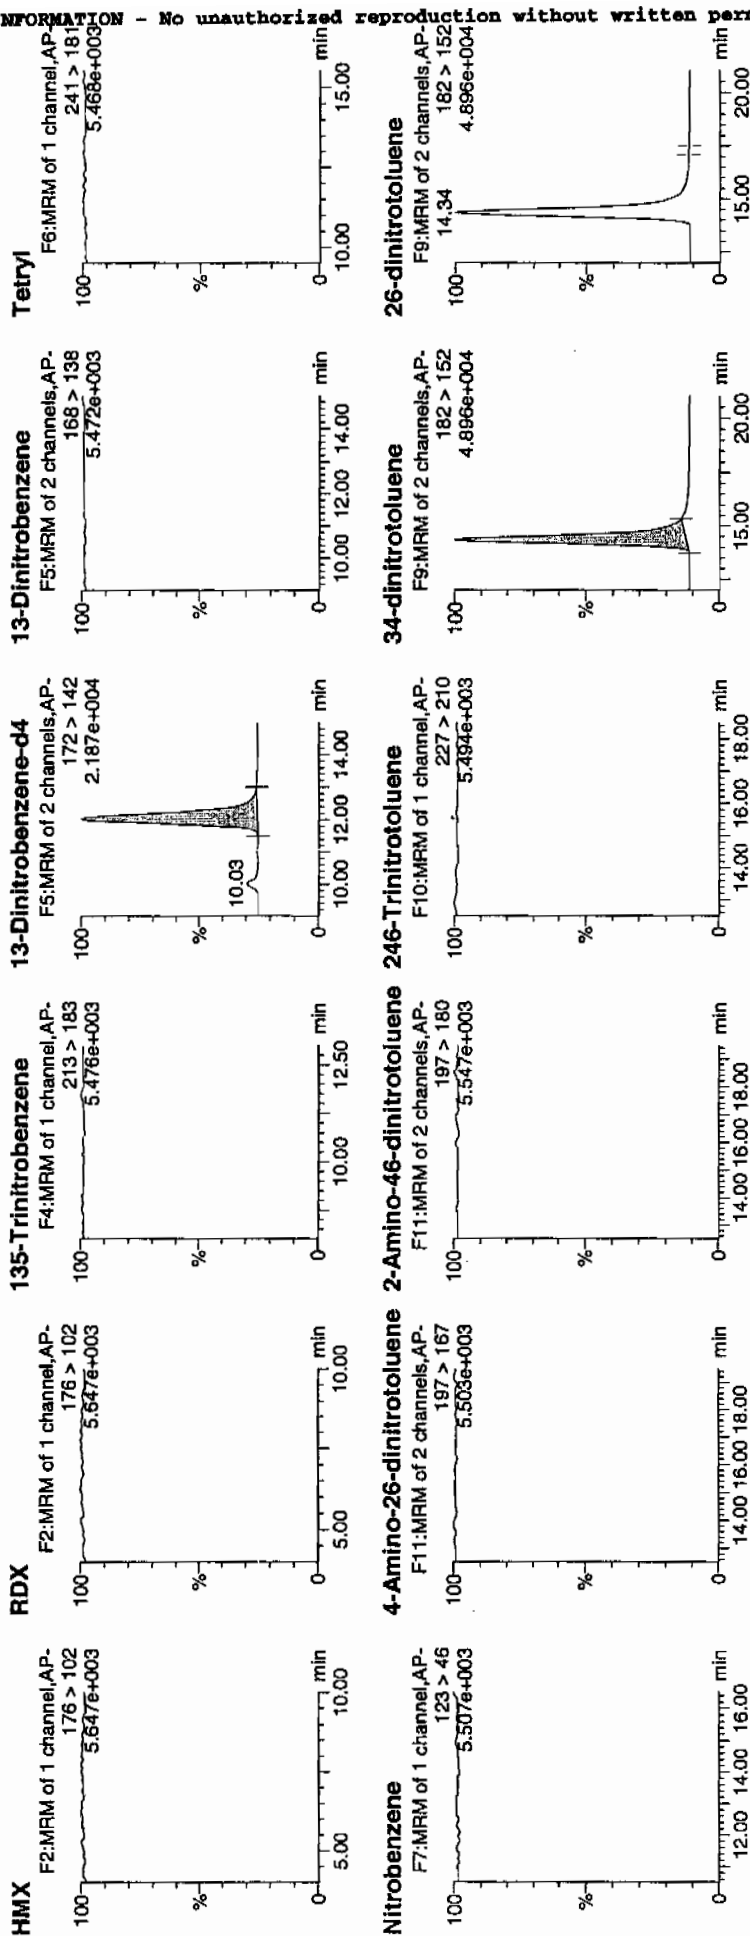 NFORMATION - No unauthorized reproduction without written per
HMX
F2:MRM of 1 channel,AP-
176 > 102
5.647e+003
100
%
0
5.00 10.00 min
RDX
F2:MRM of 1 channel,AP-
176 > 102
5.647e+003
100
%
0
5.00 10.00 min
135-Trinitrobenzene
F4:MRM of 1 channel,AP-
213 > 183
5.476e+003
100
%
0
10.00 12.50 min
13-Dinitrobenzene-d4
F5:MRM of 2 channels,AP-
172 > 142
2.187e+004
100
10.03
%
0
10.00 12.00 14.00 min
13-Dinitrobenzene
F5:MRM of 2 channels,AP-
168 > 138
5.472e+003
100
%
0
10.00 12.00 14.00 min
Tetryl
F6:MRM of 1 channel,AP-
241 > 181
5.468e+003
100
%
0
10.00 15.00 min
Nitrobenzene
F7:MRM of 1 channel,AP-
123 > 46
5.507e+003
100
%
0
12.00 14.00 16.00 min
4-Amino-26-dinitrotoluene
F11:MRM of 2 channels,AP-
197 > 167
5.503e+003
100
%
0
14.00 16.00 18.00 min
2-Amino-46-dinitrotoluene
F11:MRM of 2 channels,AP-
197 > 180
5.547e+003
100
%
0
14.00 16.00 18.00 min
246-Trinitrotoluene
F10:MRM of 1 channel,AP-
227 > 210
5.494e+003
100
%
0
14.00 16.00 18.00 min
34-dinitrotoluene
F9:MRM of 2 channels,AP-
182 > 152
4.896e+004
100
%
0
15.00 20.00 min
26-dinitrotoluene
F9:MRM of 2 channels,AP-
182 > 152
14.34
4.896e+004
100
%
0
15.00 20.00 min